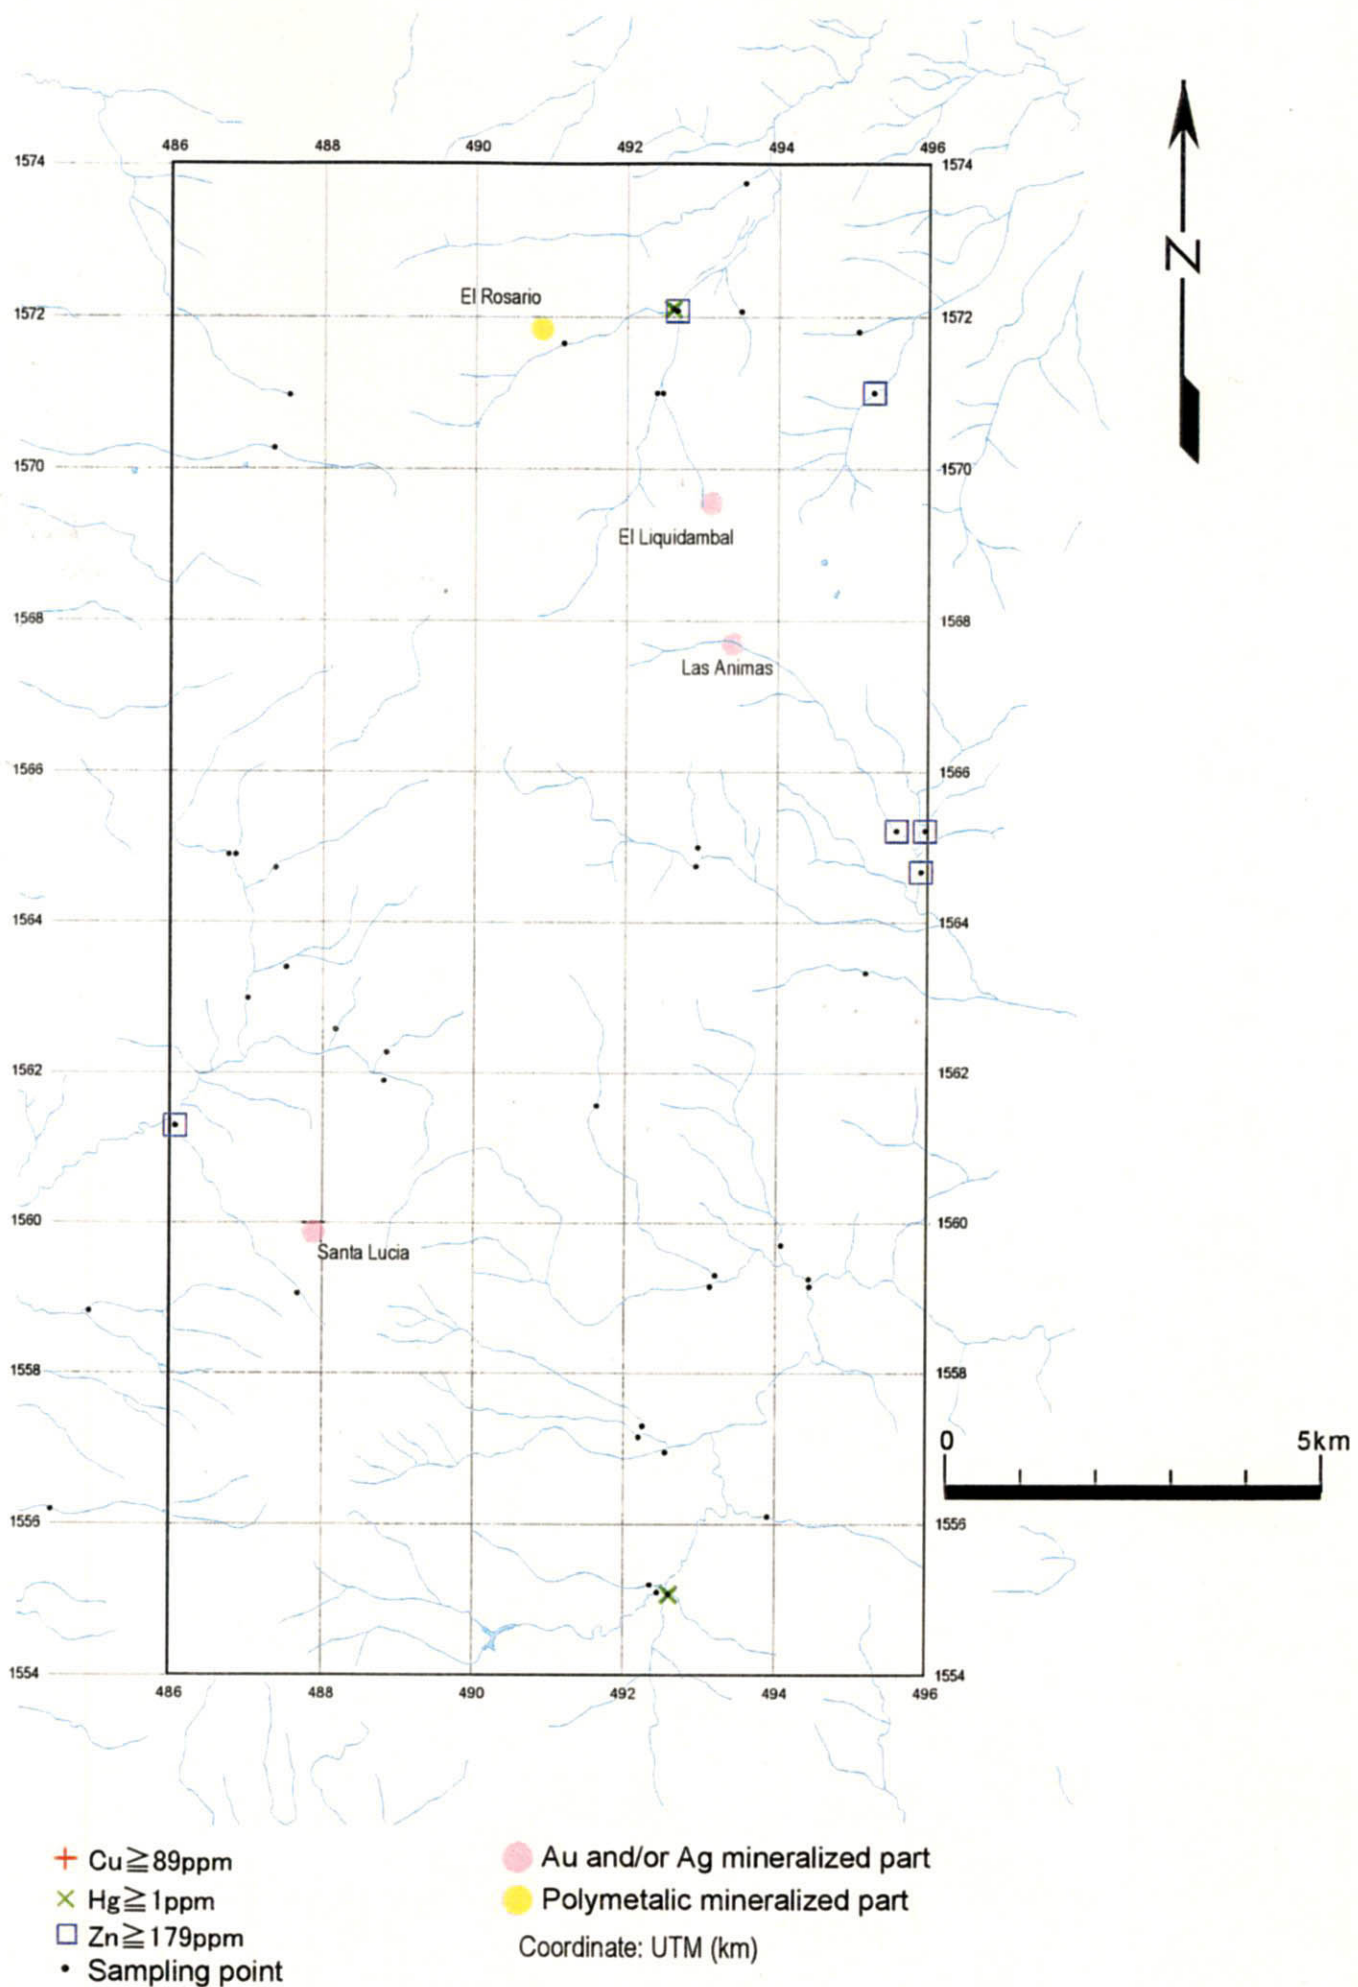 486 488 490 492 494 496
1574 1574
El Rosario
1572 1572
1570 1570
El Liquidambal
1568 1568
Las Animas
1566 1566
1564 1564
1562 1562
1560 1560
Santa Lucia
1558 1558
1556 1556
1554 1554
486 488 490 492 494 496
N
0 5km
+ Cu≧89ppm
× Hg≧1ppm
□ Zn≧179ppm
• Sampling point
Au and/or Ag mineralized part
Polymetalic mineralized part
Coordinate: UTM (km)